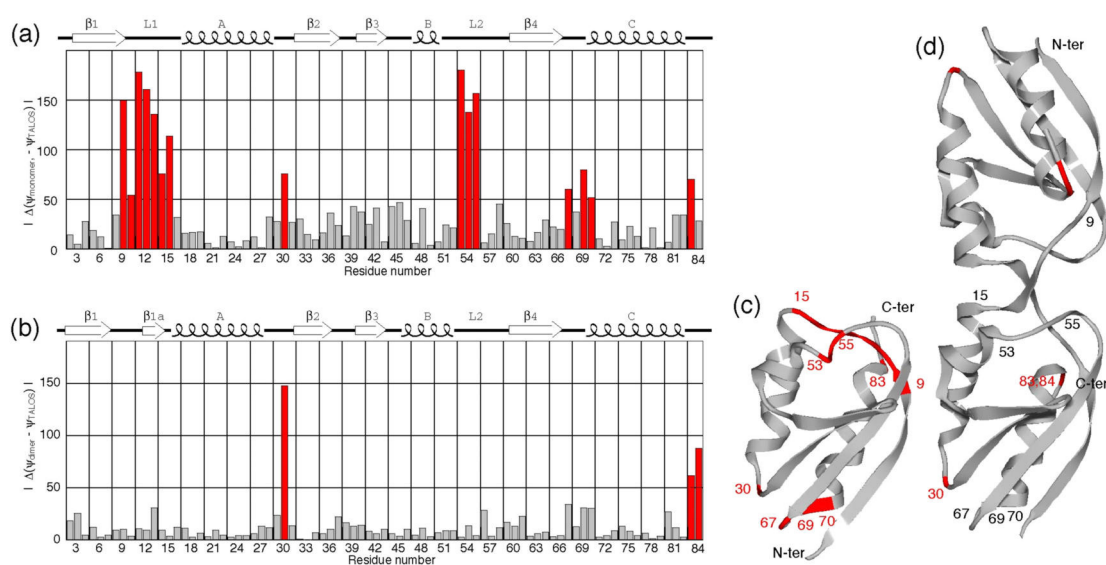 (a)
β1 L1 A β2 β3 B L2 β4 C
| Δ(ψmonomer, - ψTALOS) |
150
100
50
0
3 6 9 12 15 18 21 24 27 30 33 36 39 42 45 48 51 54 57 60 63 66 69 72 75 78 81 84
Residue number
(b)
β1 β1a A β2 β3 B L2 β4 C
| Δ(ψdimer - ψTALOS) |
150
100
50
0
3 6 9 12 15 18 21 24 27 30 33 36 39 42 45 48 51 54 57 60 63 66 69 72 75 78 81 84
Residue number
(c)
15
C-ter
55
53
83
9
30
70
67 69
N-ter
(d)
N-ter
9
15
55
53
83 84 C-ter
30
67 69 70